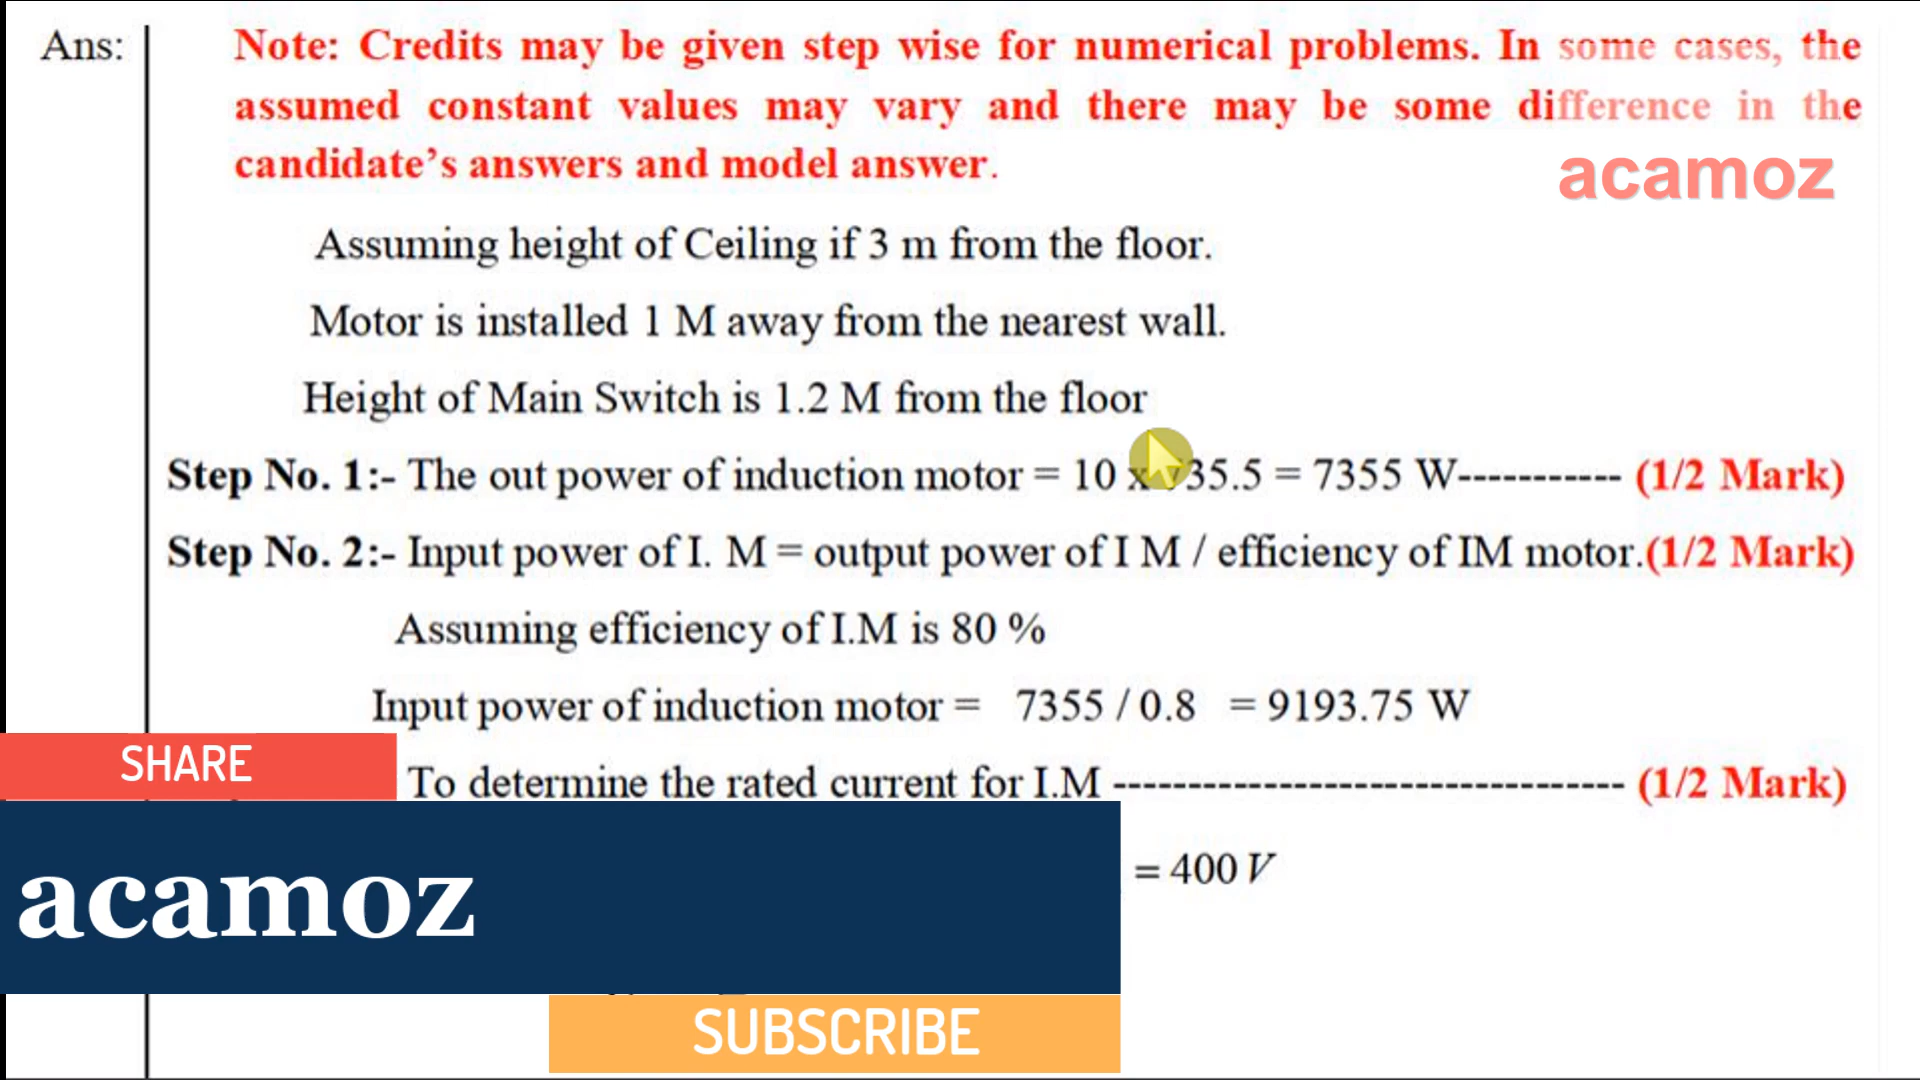 Ans:
Note: Credits may be given step wise for numerical problems. In some cases, the
assumed constant values may vary and there may be some difference in the
candidate's answers and model answer.
acamoz
Assuming height of Ceiling if 3 m from the floor.
Motor is installed 1 M away from the nearest wall.
Height of Main Switch is 1.2 M from the floor
Step No. 1:- The out power of induction motor = 10 x 735.5 = 7355 W----------- (1/2 Mark)
Step No. 2:- Input power of I. M = output power of I M / efficiency of IM motor.(1/2 Mark)
Assuming efficiency of I.M is 80 %
Input power of induction motor = 7355 / 0.8 = 9193.75 W
SHARE
To determine the rated current for I.M ---------------------------------- (1/2 Mark)
= 400 V
acamoz
SUBSCRIBE